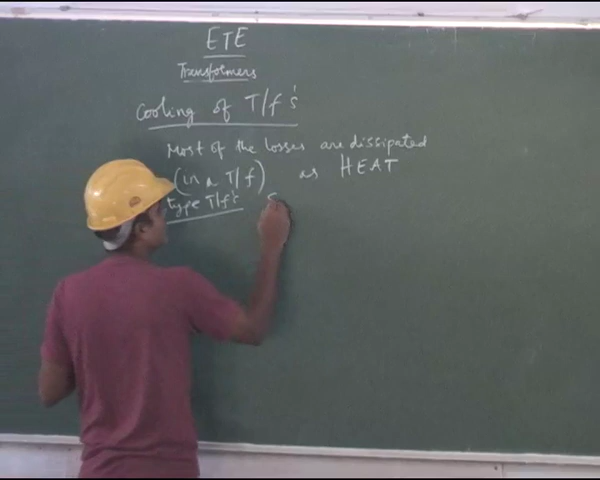 ETE
Transformers
Cooling of T/f's
Most of the losses are dissipated
(in a T/f) as HEAT
type T/f's